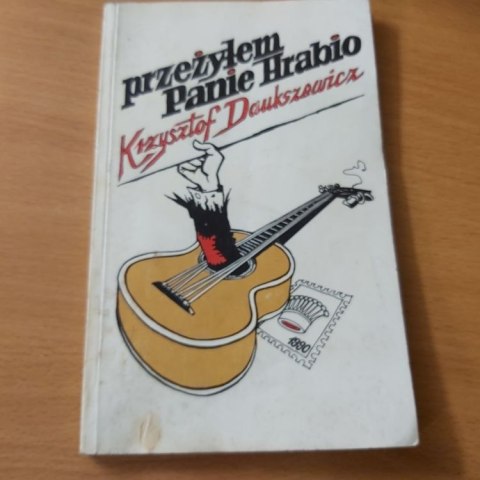 przeżyłem
Panie Hrabio
Krzysztof Daukszewicz
1990